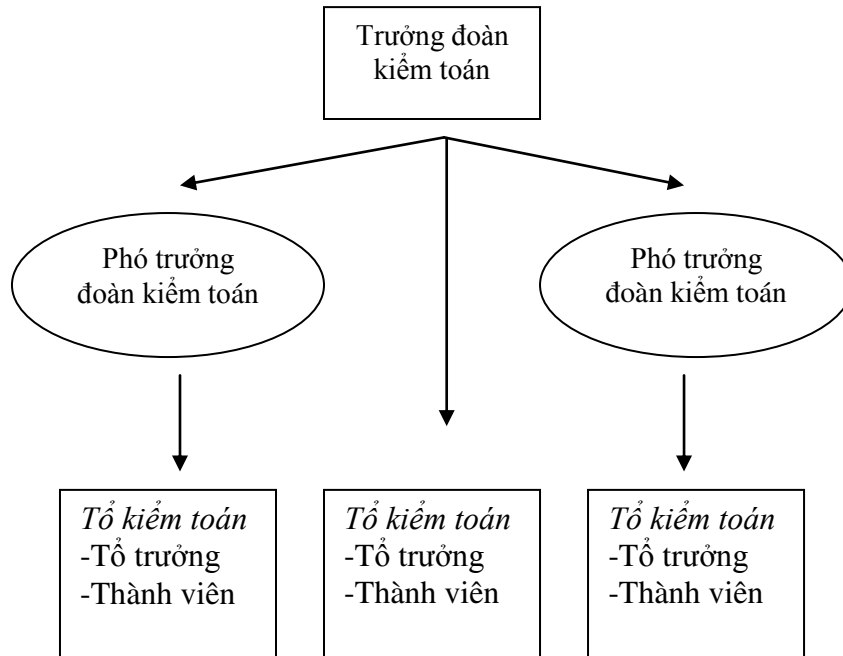 Trưởng đoàn
kiểm toán
Phó trưởng
đoàn kiểm toán
Phó trưởng
đoàn kiểm toán
Tổ kiểm toán
-Tổ trưởng
-Thành viên
Tổ kiểm toán
-Tổ trưởng
-Thành viên
Tổ kiểm toán
-Tổ trưởng
-Thành viên